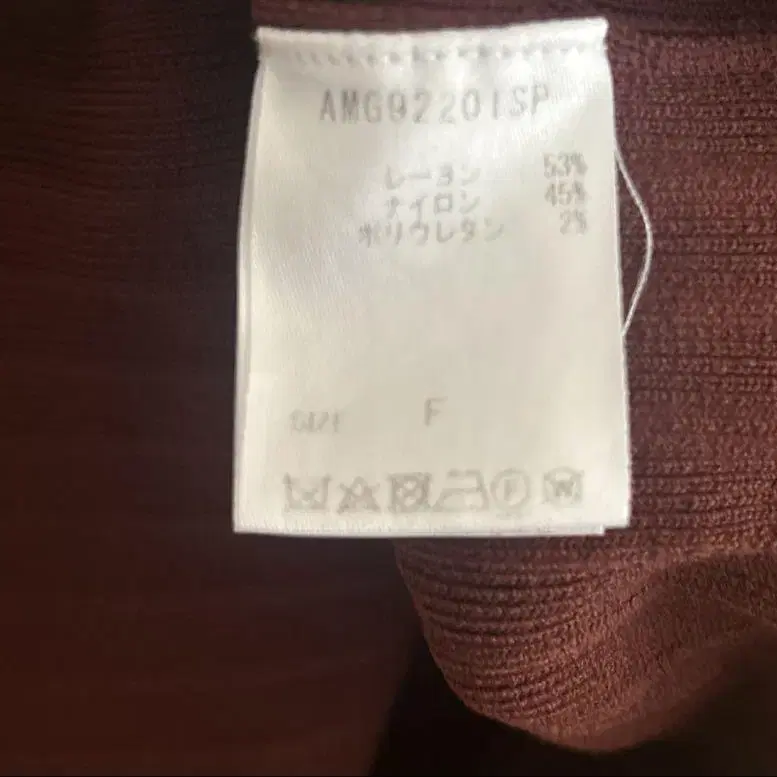 AMG92201SP
レーヨン 53%
ナイロン 45%
ポリウレタン 2%
SIZE F